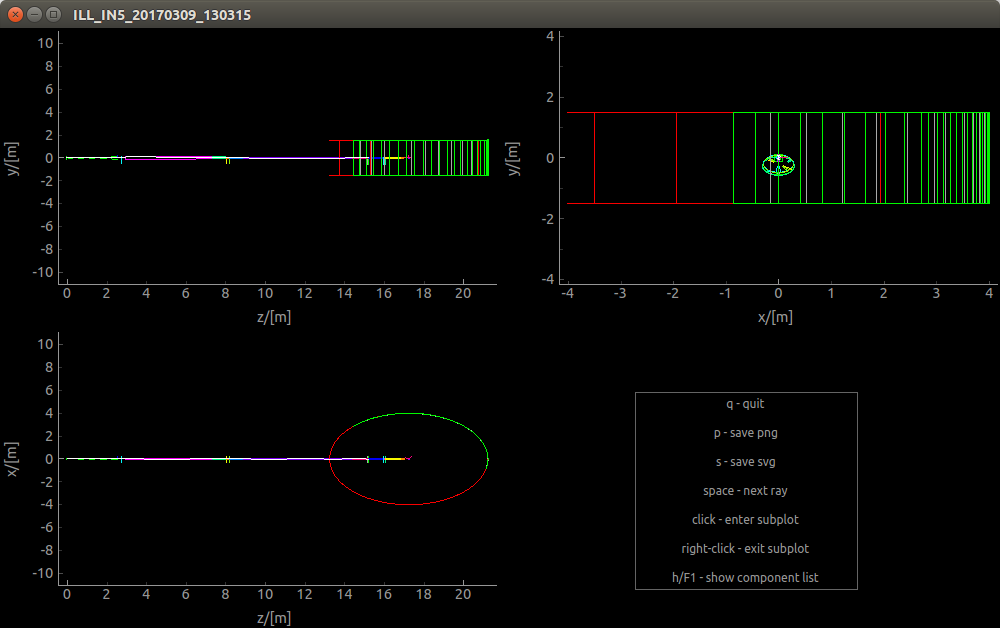 ILL_IN5_20170309_130315
10
8
6
4
2
0
-2
-4
-6
-8
-10
y/[m]
0 2 4 6 8 10 12 14 16 18 20
z/[m]
4
2
0
-2
-4
y/[m]
-4 -3 -2 -1 0 1 2 3 4
x/[m]
10
8
6
4
2
0
-2
-4
-6
-8
-10
x/[m]
0 2 4 6 8 10 12 14 16 18 20
z/[m]
q - quit
p - save png
s - save svg
space - next ray
click - enter subplot
right-click - exit subplot
h/F1 - show component list